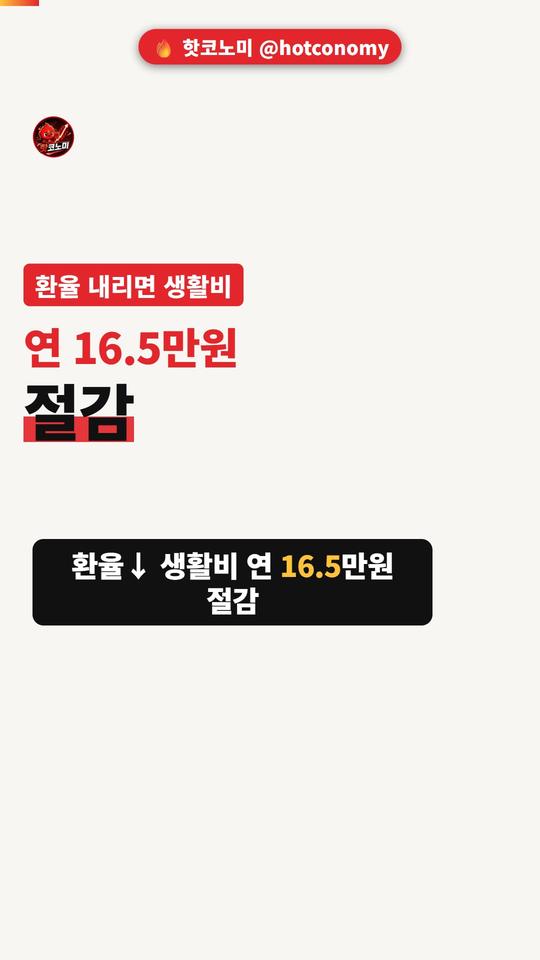 🔥 핫코노미 @hotconomy
핫코노미
환율 내리면 생활비
연 16.5만원
절감
환율↓ 생활비 연 16.5만원
절감